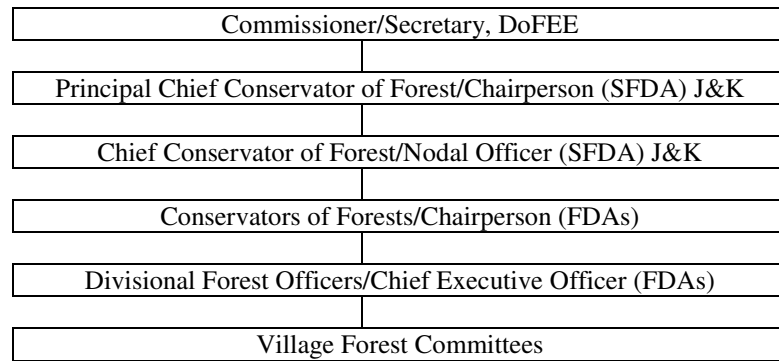 Commissioner/Secretary, DoFEE
Principal Chief Conservator of Forest/Chairperson (SFDA) J&K
Chief Conservator of Forest/Nodal Officer (SFDA) J&K
Conservators of Forests/Chairperson (FDAs)
Divisional Forest Officers/Chief Executive Officer (FDAs)
Village Forest Committees